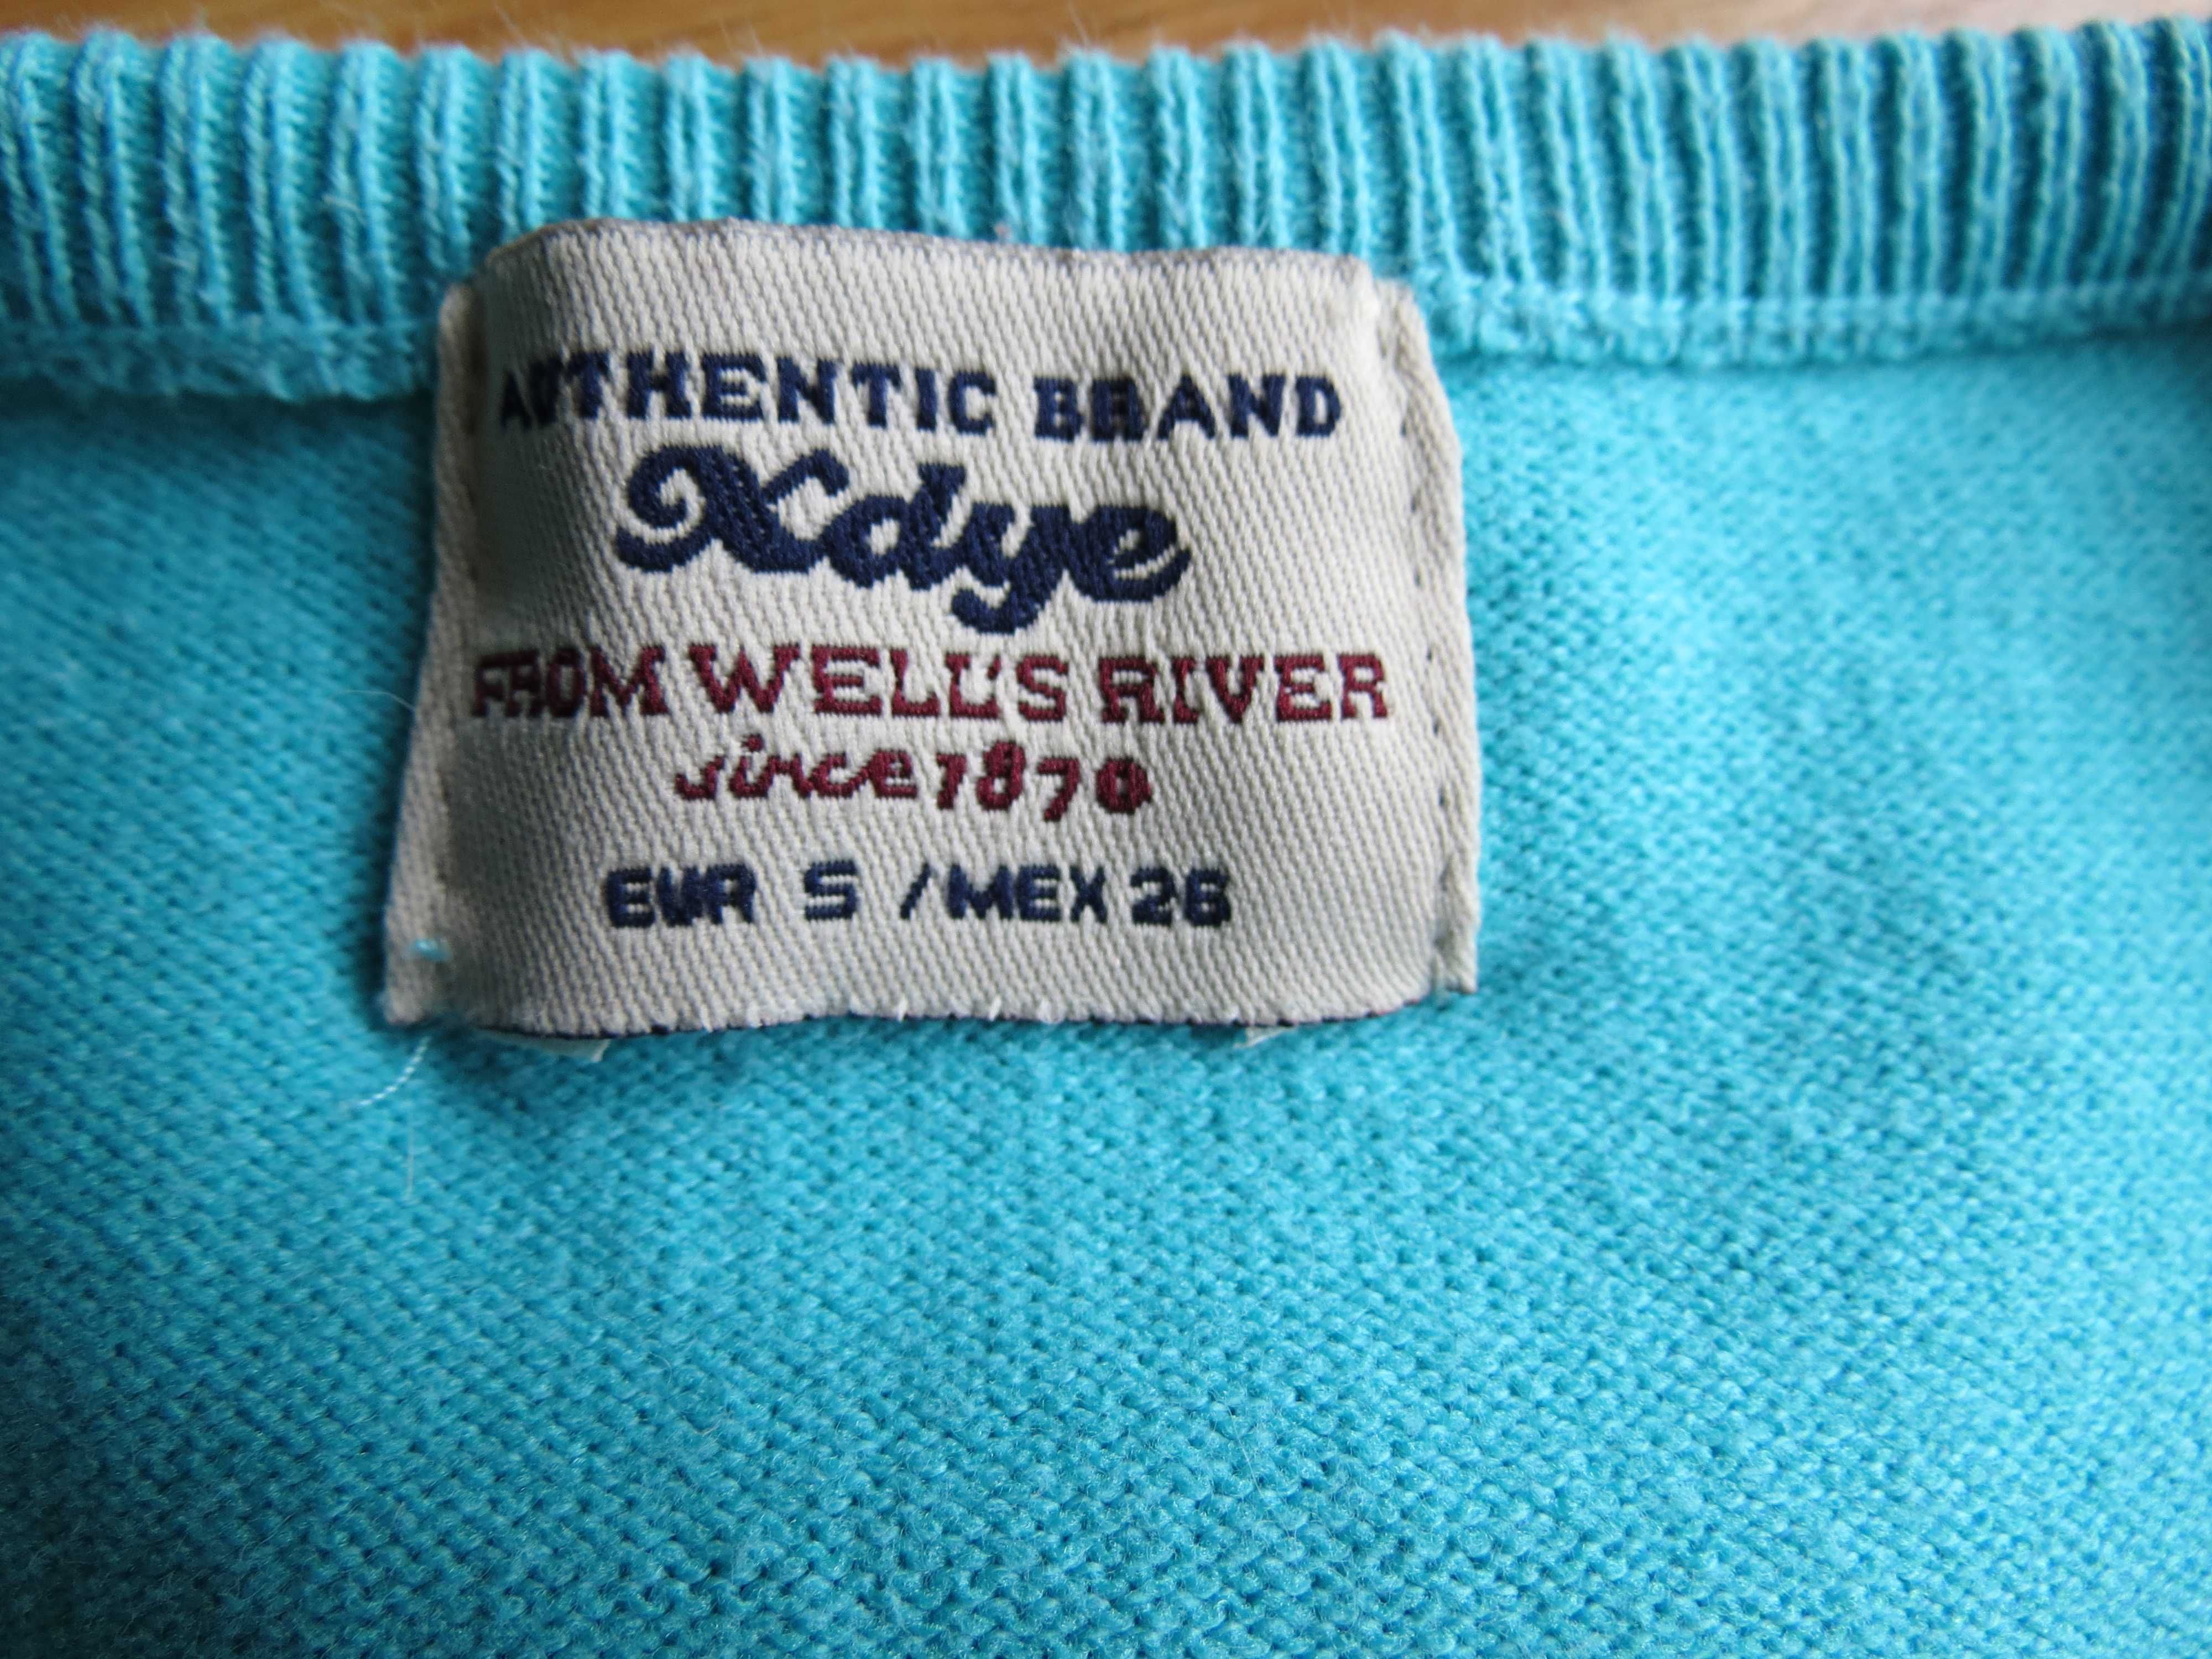 AUTHENTIC BRAND
Xdye
FROM WELL'S RIVER
since 1870
EUR S / MEX 26